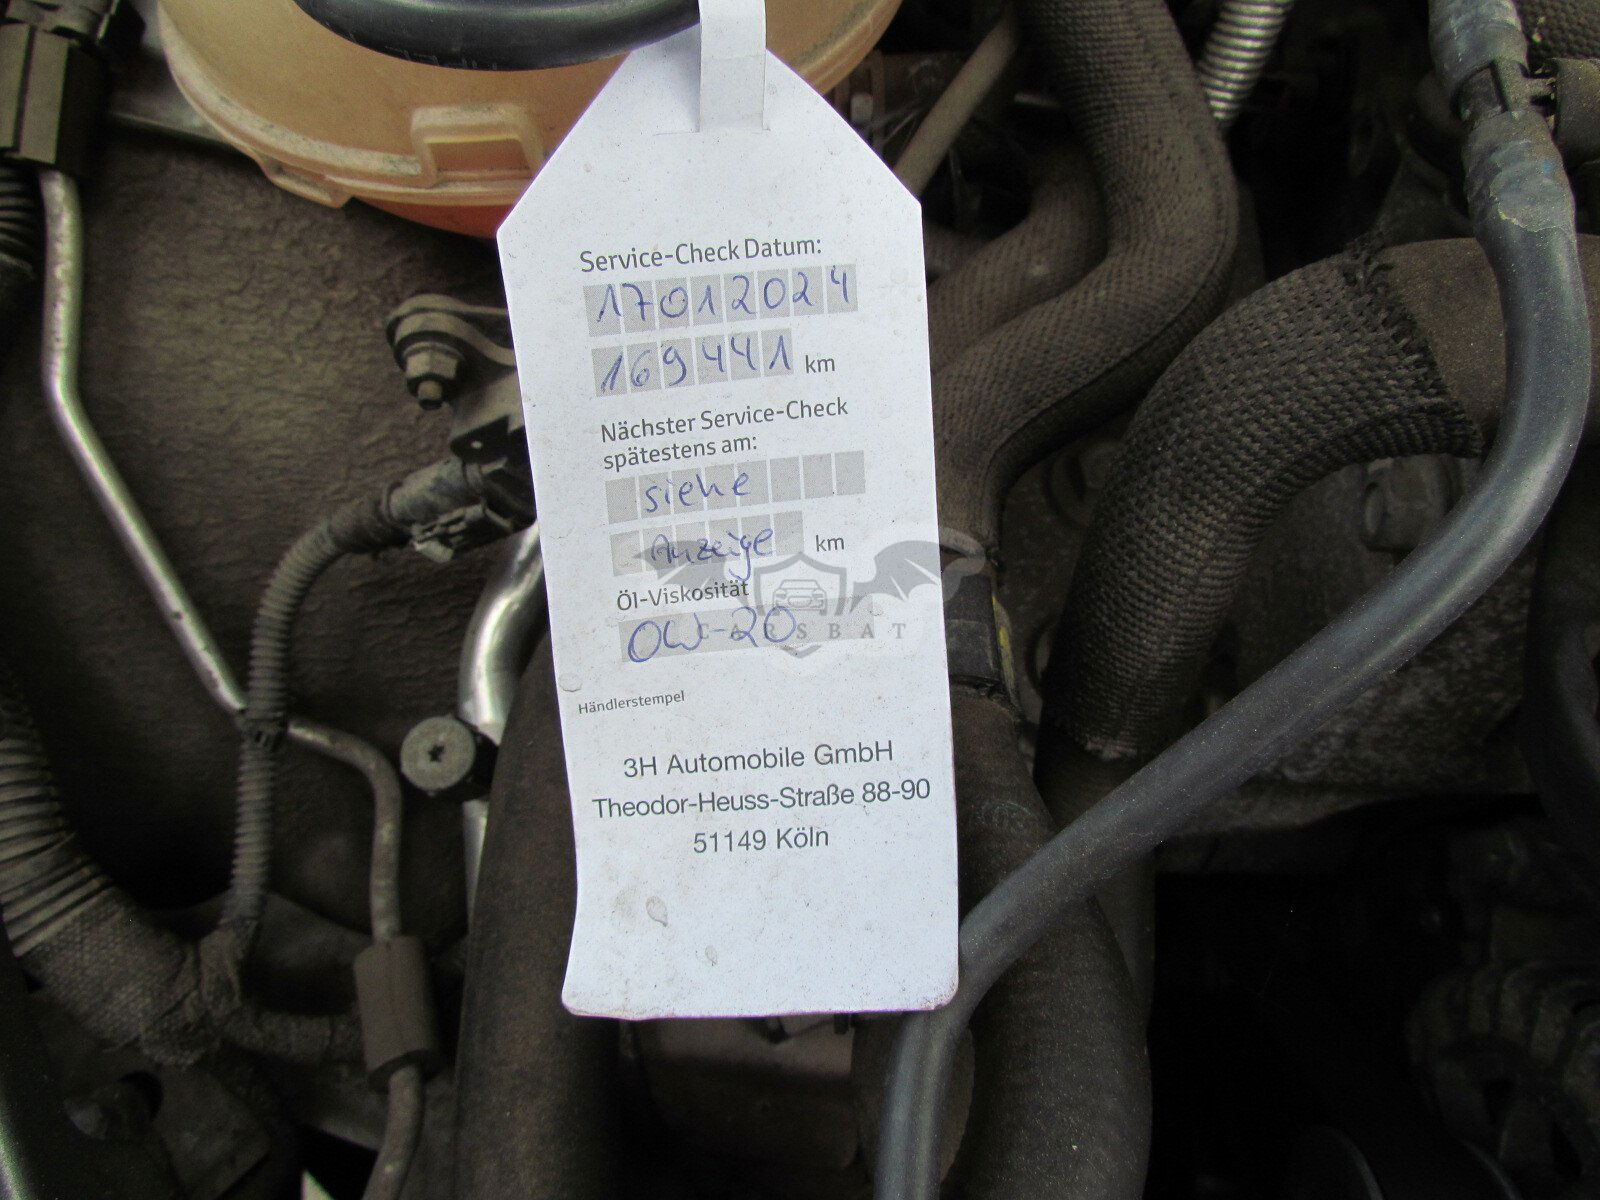 Service-Check Datum:
17012024
169441 km
Nächster Service-Check
spätestens am:
siehe
Anzeige km
Öl-Viskosität
0W-20
CARSBAT
Händlerstempel
3H Automobile GmbH
Theodor-Heuss-Straße 88-90
51149 Köln